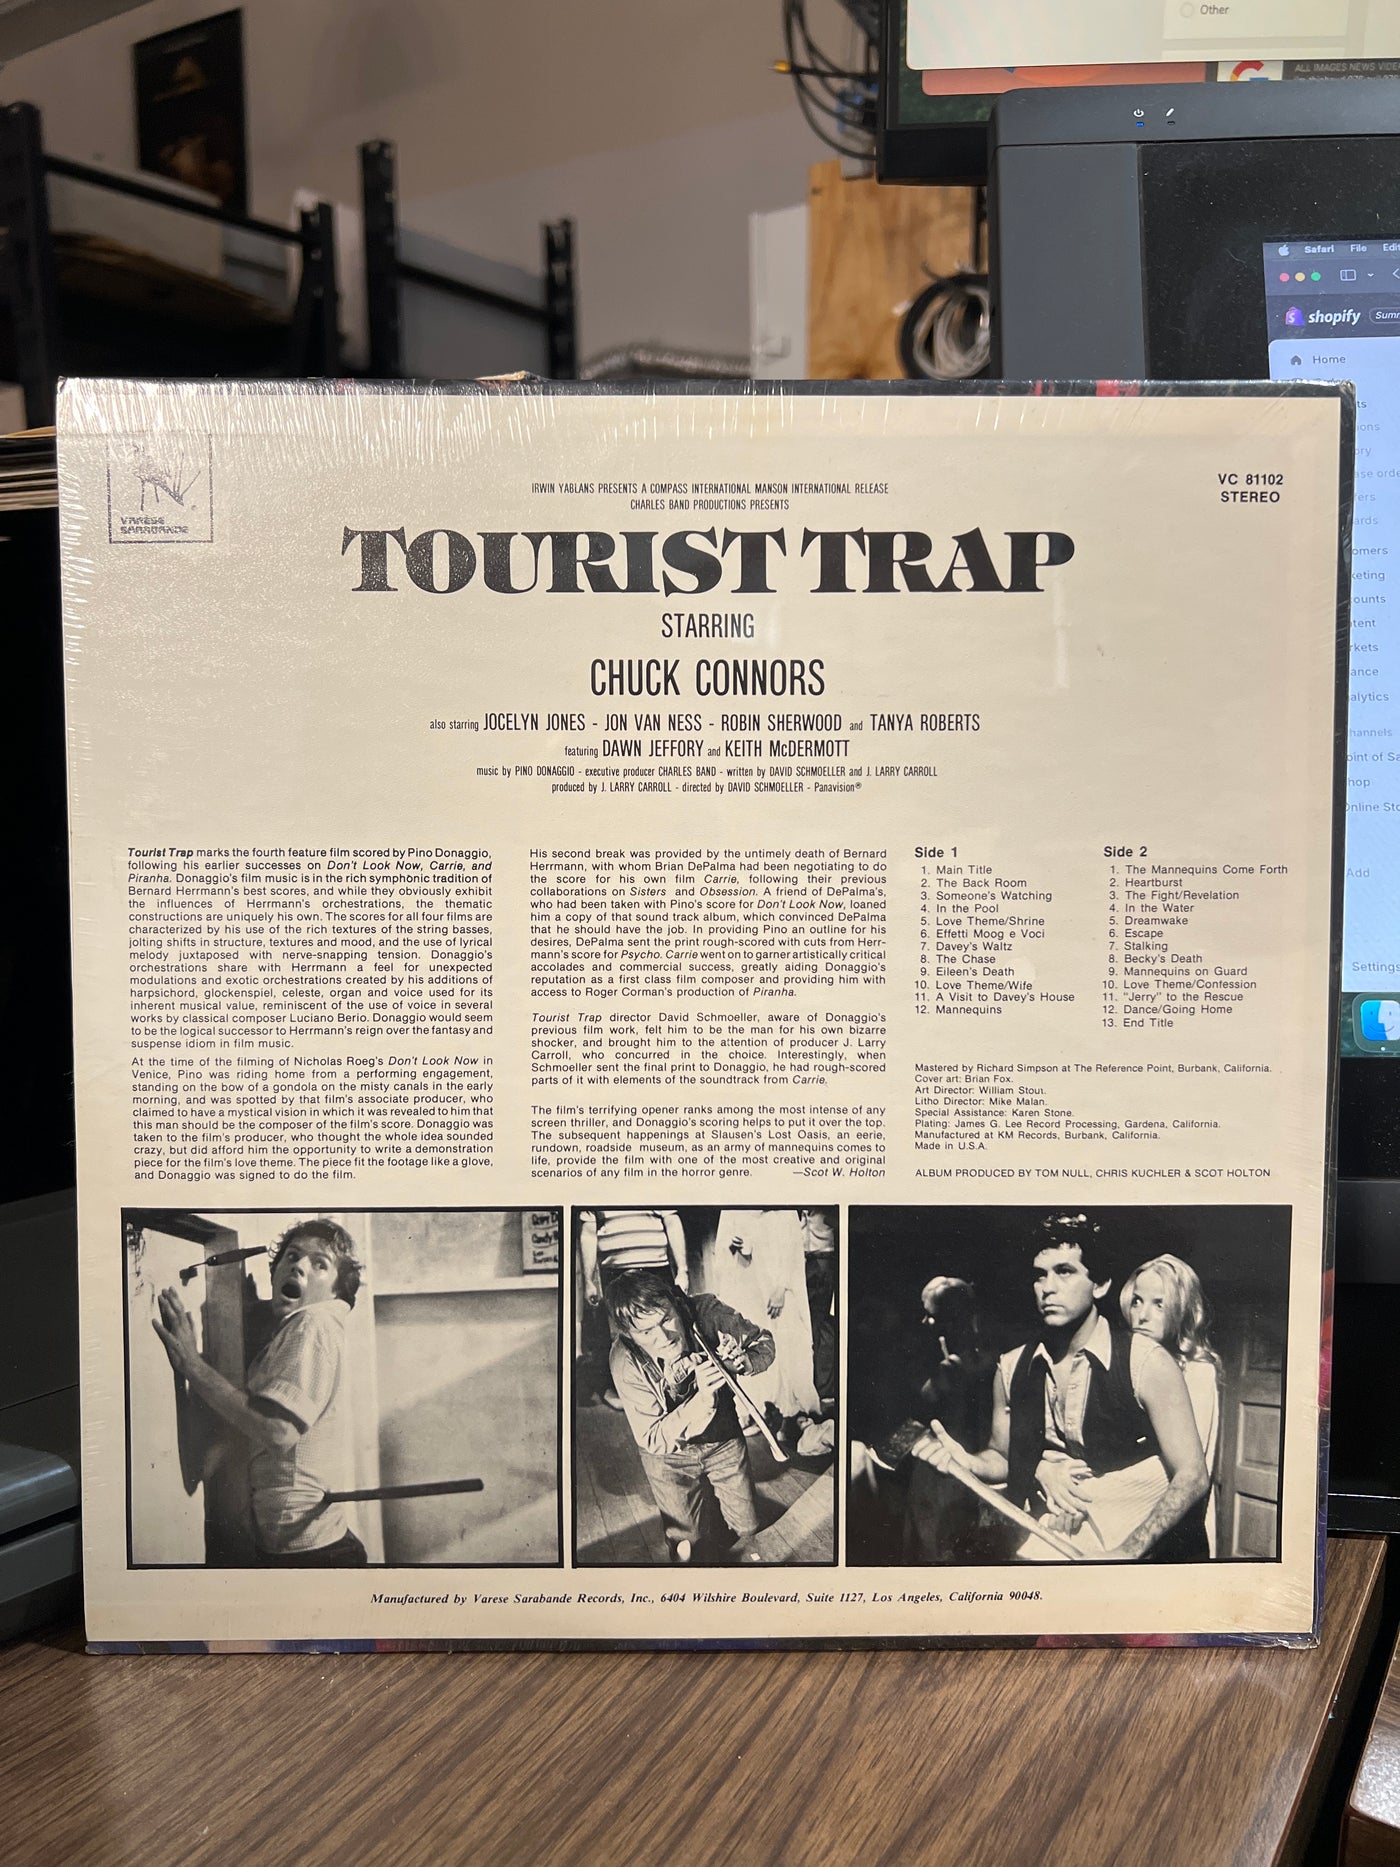 Other
ALL IMAGES NEWS
Safari File Edit
shopify
Home
VARÈSE
SARABANDE
VC 81102
STEREO
IRWIN YABLANS PRESENTS A COMPASS INTERNATIONAL MANSON INTERNATIONAL RELEASE
CHARLES BAND PRODUCTIONS PRESENTS
TOURIST TRAP
STARRING
CHUCK CONNORS
also starring JOCELYN JONES - JON VAN NESS - ROBIN SHERWOOD and TANYA ROBERTS
featuring DAWN JEFFORY and KEITH McDERMOTT
music by PINO DONAGGIO - executive producer CHARLES BAND - written by DAVID SCHMOELLER and J. LARRY CARROLL
produced by J. LARRY CARROLL - directed by DAVID SCHMOELLER - Panavision®
Tourist Trap marks the fourth feature film scored by Pino Donaggio,
following his earlier successes on Don't Look Now, Carrie, and
Piranha. Donaggio's film music is in the rich symphonic tradition of
Bernard Herrmann's best scores, and while they obviously exhibit
the influences of Herrmann's orchestrations, the thematic
constructions are uniquely his own. The scores for all four films are
characterized by his use of the rich textures of the string basses,
jolting shifts in structure, textures and mood, and the use of lyrical
melody juxtaposed with nerve-snapping tension. Donaggio's
orchestrations share with Herrmann a feel for unexpected
modulations and exotic orchestrations created by his additions of
harpsichord, glockenspiel, celeste, organ and voice used for its
inherent musical value, reminiscent of the use of voice in several
works by classical composer Luciano Berio. Donaggio would seem
to be the logical successor to Herrmann's reign over the fantasy and
suspense idiom in film music.
At the time of the filming of Nicholas Roeg's Don't Look Now in
Venice, Pino was riding home from a performing engagement,
standing on the bow of a gondola on the misty canals in the early
morning, and was spotted by that film's associate producer, who
claimed to have a mystical vision in which it was revealed to him that
this man should be the composer of the film's score. Donaggio was
taken to the film's producer, who thought the whole idea sounded
crazy, but did afford him the opportunity to write a demonstration
piece for the film's love theme. The piece fit the footage like a glove,
and Donaggio was signed to do the film.
His second break was provided by the untimely death of Bernard
Herrmann, with whom Brian DePalma had been negotiating to do
the score for his own film Carrie, following their previous
collaborations on Sisters and Obsession. A friend of DePalma's,
who had been taken with Pino's score for Don't Look Now, loaned
him a copy of that sound track album, which convinced DePalma
that he should have the job. In providing Pino an outline for his
desires, DePalma sent the print rough-scored with cuts from Herr-
mann's score for Psycho. Carrie went on to garner artistically critical
accolades and commercial success, greatly aiding Donaggio's
reputation as a first class film composer and providing him with
access to Roger Corman's production of Piranha.
Tourist Trap director David Schmoeller, aware of Donaggio's
previous film work, felt him to be the man for his own bizarre
shocker, and brought him to the attention of producer J. Larry
Carroll, who concurred in the choice. Interestingly, when
Schmoeller sent the final print to Donaggio, he had rough-scored
parts of it with elements of the soundtrack from Carrie.
The film's terrifying opener ranks among the most intense of any
screen thriller, and Donaggio's scoring helps to put it over the top.
The subsequent happenings at Slausen's Lost Oasis, an eerie,
rundown, roadside museum, as an army of mannequins comes to
life, provide the film with one of the most creative and original
scenarios of any film in the horror genre. —Scot W. Holton
Side 1
1. Main Title
2. The Back Room
3. Someone's Watching
4. In the Pool
5. Love Theme/Shrine
6. Effetti Moog e Voci
7. Davey's Waltz
8. The Chase
9. Eileen's Death
10. Love Theme/Wife
11. A Visit to Davey's House
12. Mannequins
Side 2
1. The Mannequins Come Forth
2. Heartburst
3. The Fight/Revelation
4. In the Water
5. Dreamwake
6. Escape
7. Stalking
8. Becky's Death
9. Mannequins on Guard
10. Love Theme/Confession
11. "Jerry" to the Rescue
12. Dance/Going Home
13. End Title
Mastered by Richard Simpson at The Reference Point, Burbank, California.
Cover art: Brian Fox.
Art Director: William Stout.
Litho Director: Mike Malan.
Special Assistance: Karen Stone.
Plating: James G. Lee Record Processing, Gardena, California.
Manufactured at KM Records, Burbank, California.
Made in U.S.A.
ALBUM PRODUCED BY TOM NULL, CHRIS KUCHLER & SCOT HOLTON
Manufactured by Varese Sarabande Records, Inc., 6404 Wilshire Boulevard, Suite 1127, Los Angeles, California 90048.
Add
Settings